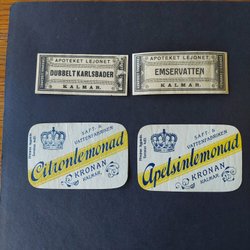 APOTEKET LEJONET
DUBBELT KARLSBADER
KALMAR.
APOTEKET LEJONET
EMSERVATTEN
KALMAR.
SAFT- &
VATTENFABRIKEN
Citronlemonad
KRONAN
KALMAR.
SAFT- &
VATTENFABRIKEN
Apelsinlemonad
KRONAN
KALMAR.